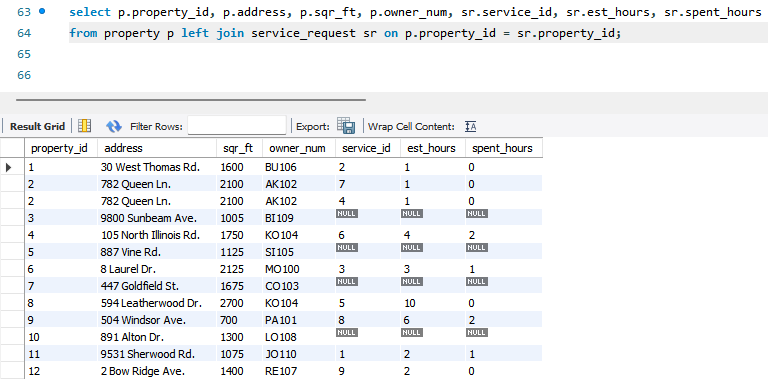 63 select p.property_id, p.address, p.sqr_ft, p.owner_num, sr.service_id, sr.est_hours, sr.spent_hours
64 from property p left join service_request sr on p.property_id = sr.property_id;
65
66
Result Grid Filter Rows: Export: Wrap Cell Content: IA
property_id address sqr_ft owner_num service_id est_hours spent_hours
1 30 West Thomas Rd. 1600 BU106 2 1 0
2 782 Queen Ln. 2100 AK102 7 1 0
2 782 Queen Ln. 2100 AK102 4 1 0
3 9800 Sunbeam Ave. 1005 BI109 NULL NULL NULL
4 105 North Illinois Rd. 1750 KO104 6 4 2
5 887 Vine Rd. 1125 SI105 NULL NULL NULL
6 8 Laurel Dr. 2125 MO100 3 3 1
7 447 Goldfield St. 1675 CO103 NULL NULL NULL
8 594 Leatherwood Dr. 2700 KO104 5 10 0
9 504 Windsor Ave. 700 PA101 8 6 2
10 891 Alton Dr. 1300 LO108 NULL NULL NULL
11 9531 Sherwood Rd. 1075 JO110 1 2 1
12 2 Bow Ridge Ave. 1400 RE107 9 2 0